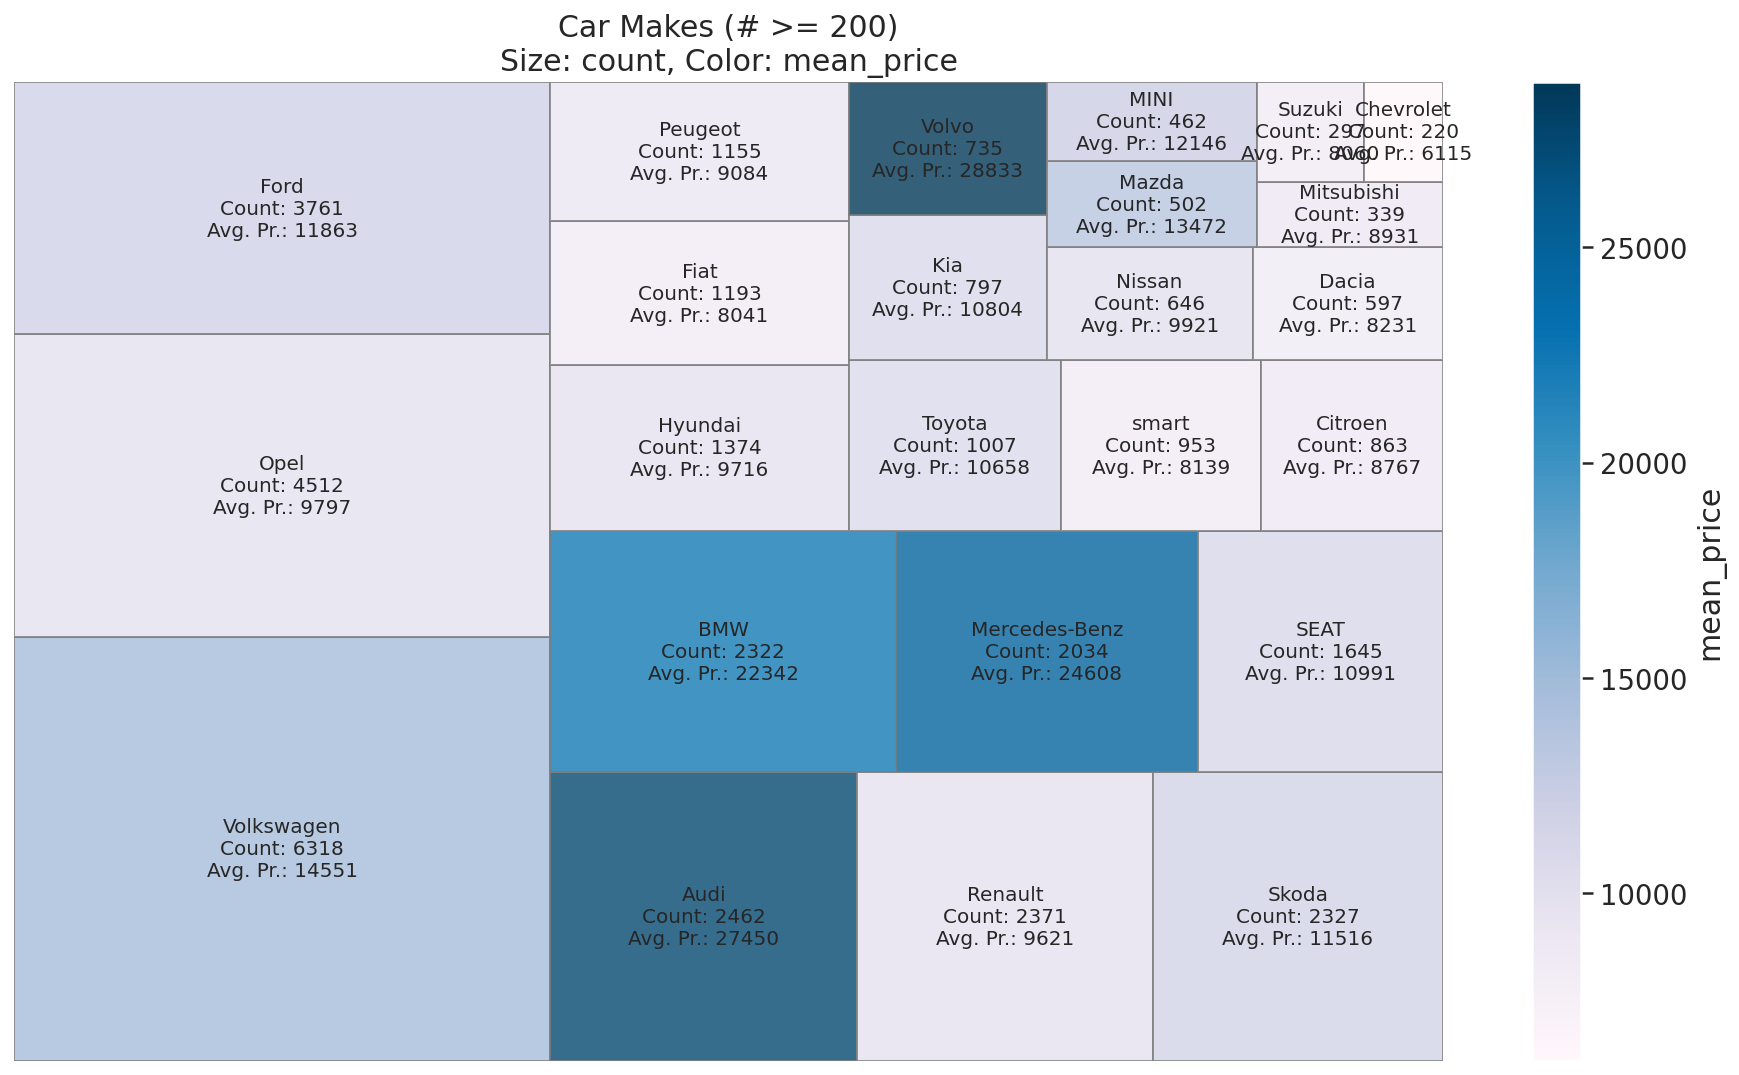 Car Makes (# >= 200)
Size: count, Color: mean_price
Ford
Count: 3761
Avg. Pr.: 11863
Opel
Count: 4512
Avg. Pr.: 9797
Volkswagen
Count: 6318
Avg. Pr.: 14551
Peugeot
Count: 1155
Avg. Pr.: 9084
Fiat
Count: 1193
Avg. Pr.: 8041
Hyundai
Count: 1374
Avg. Pr.: 9716
Volvo
Count: 735
Avg. Pr.: 28833
Kia
Count: 797
Avg. Pr.: 10804
MINI
Count: 462
Avg. Pr.: 12146
Mazda
Count: 502
Avg. Pr.: 13472
Suzuki
Count: 297
Avg. Pr.: 8060
Chevrolet
Count: 220
Avg. Pr.: 6115
Mitsubishi
Count: 339
Avg. Pr.: 8931
Nissan
Count: 646
Avg. Pr.: 9921
Dacia
Count: 597
Avg. Pr.: 8231
Toyota
Count: 1007
Avg. Pr.: 10658
smart
Count: 953
Avg. Pr.: 8139
Citroen
Count: 863
Avg. Pr.: 8767
BMW
Count: 2322
Avg. Pr.: 22342
Mercedes-Benz
Count: 2034
Avg. Pr.: 24608
SEAT
Count: 1645
Avg. Pr.: 10991
Audi
Count: 2462
Avg. Pr.: 27450
Renault
Count: 2371
Avg. Pr.: 9621
Skoda
Count: 2327
Avg. Pr.: 11516
25000
20000
15000
10000
mean_price